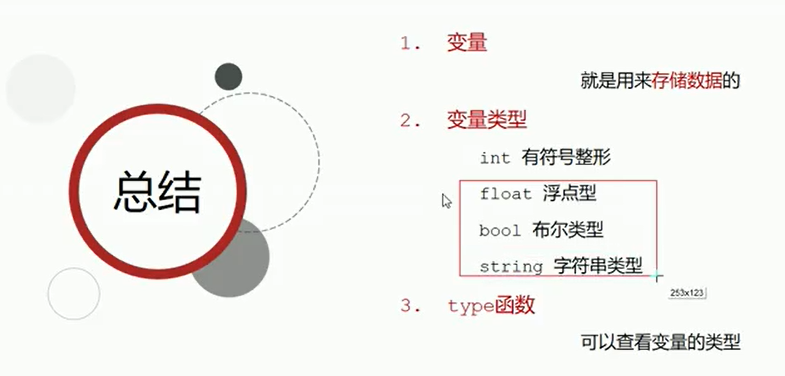 总结
1. 变量
就是用来存储数据的
2. 变量类型
int 有符号整形
float 浮点型
bool 布尔类型
string 字符串类型
253x123
3. type函数
可以查看变量的类型